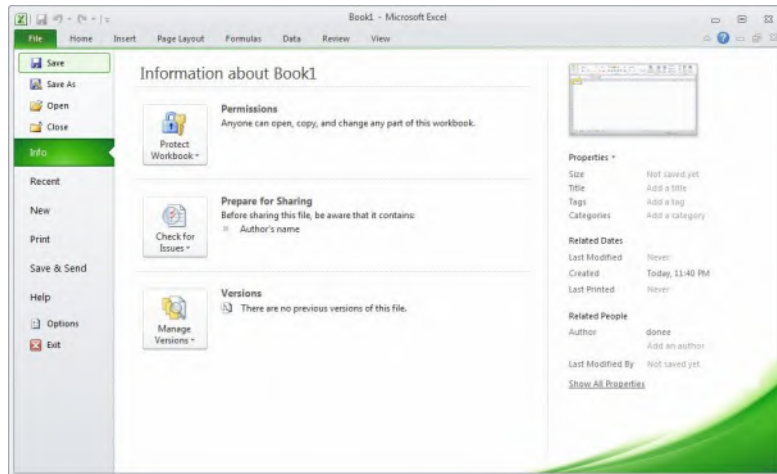 Book1 - Microsoft Excel
File Home Insert Page Layout Formulas Data Review View
Save
Save As
Open
Close
Info
Recent
New
Print
Save & Send
Help
Options
Exit
Information about Book1
Protect
Workbook
Permissions
Anyone can open, copy, and change any part of this workbook.
Check for
Issues
Prepare for Sharing
Before sharing this file, be aware that it contains:
Author's name
Manage
Versions
Versions
There are no previous versions of this file.
Properties
Size Not saved yet
Title Add a title
Tags Add a tag
Categories Add a category
Related Dates
Last Modified Never
Created Today, 11:40 PM
Last Printed Never
Related People
Author donee
Add an author
Last Modified By Not saved yet
Show All Properties